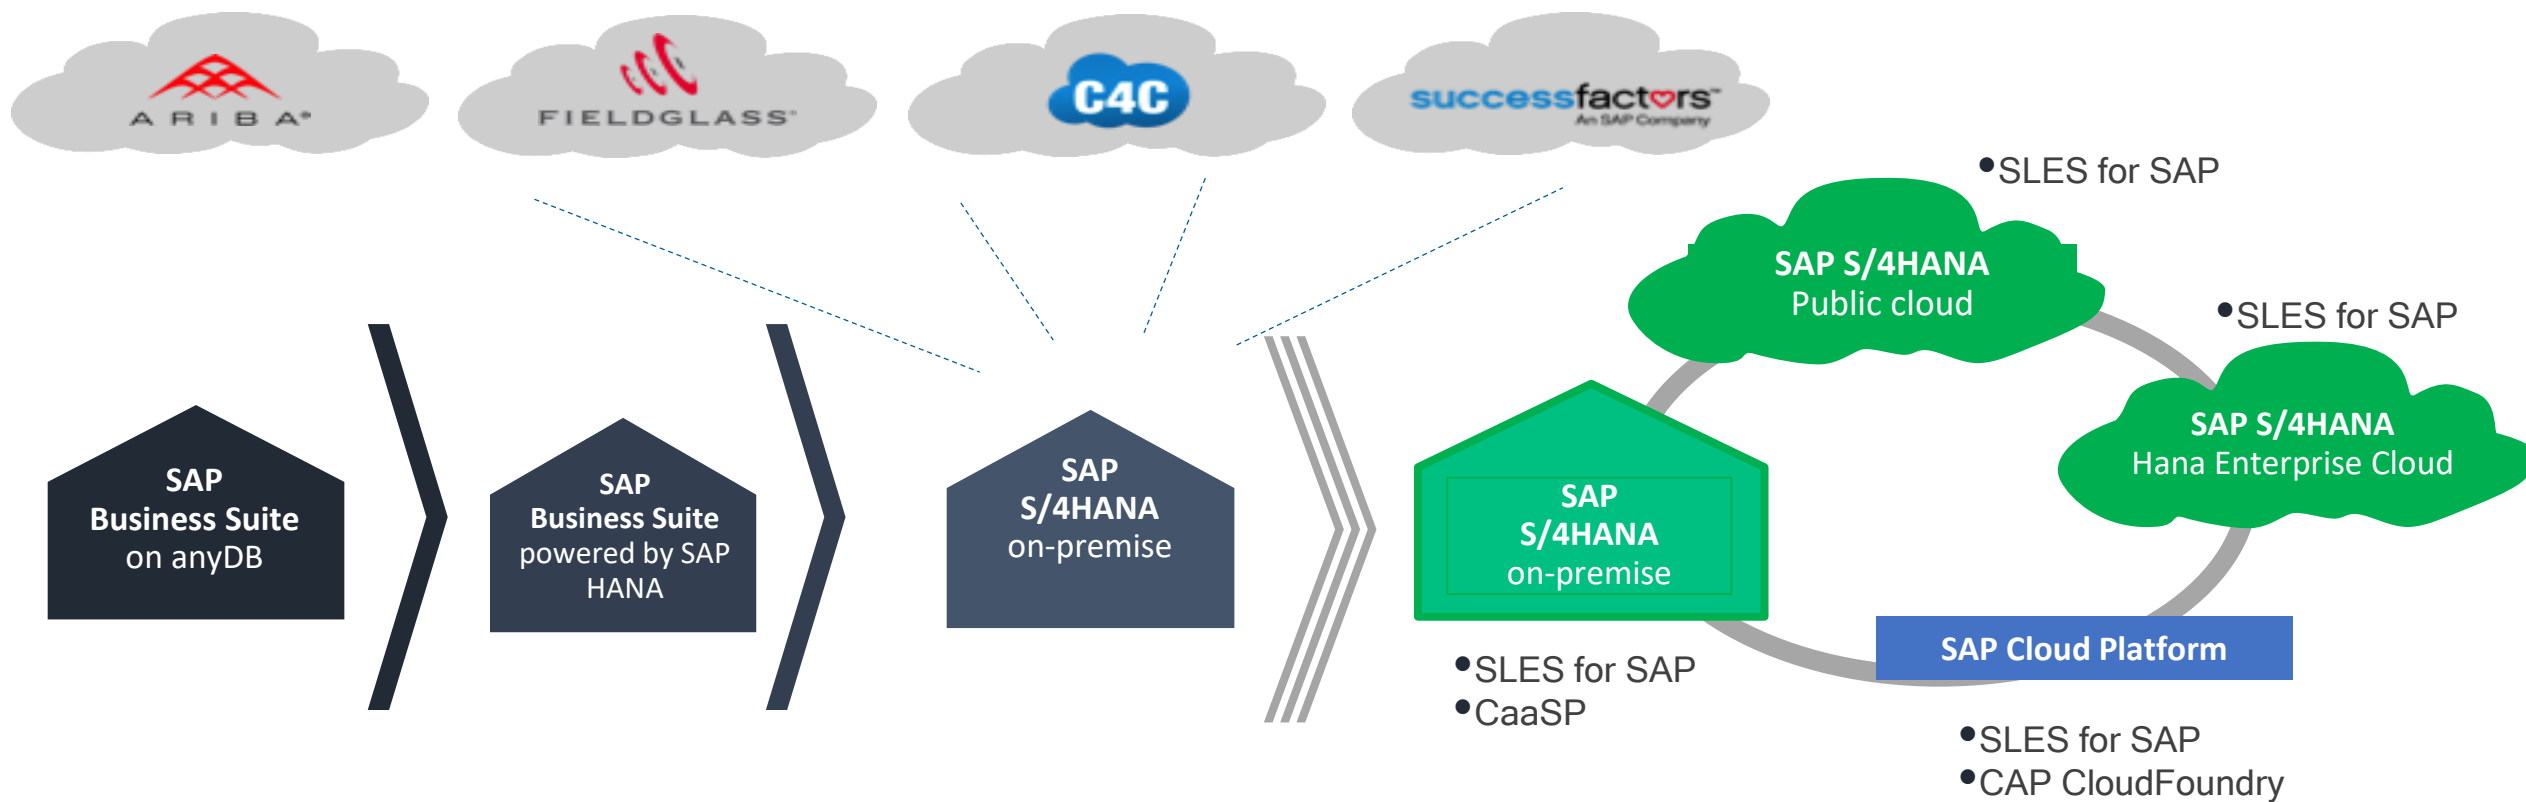 ARIBA®
FIELDGLASS™
C4C
successfactors™
An SAP Company
•SLES for SAP
SAP S/4HANA
Public cloud
•SLES for SAP
SAP S/4HANA
Hana Enterprise Cloud
SAP
Business Suite
on anyDB
SAP
Business Suite
powered by SAP
HANA
SAP
S/4HANA
on-premise
SAP
S/4HANA
on-premise
•SLES for SAP
•CaaSP
SAP Cloud Platform
•SLES for SAP
•CAP CloudFoundry